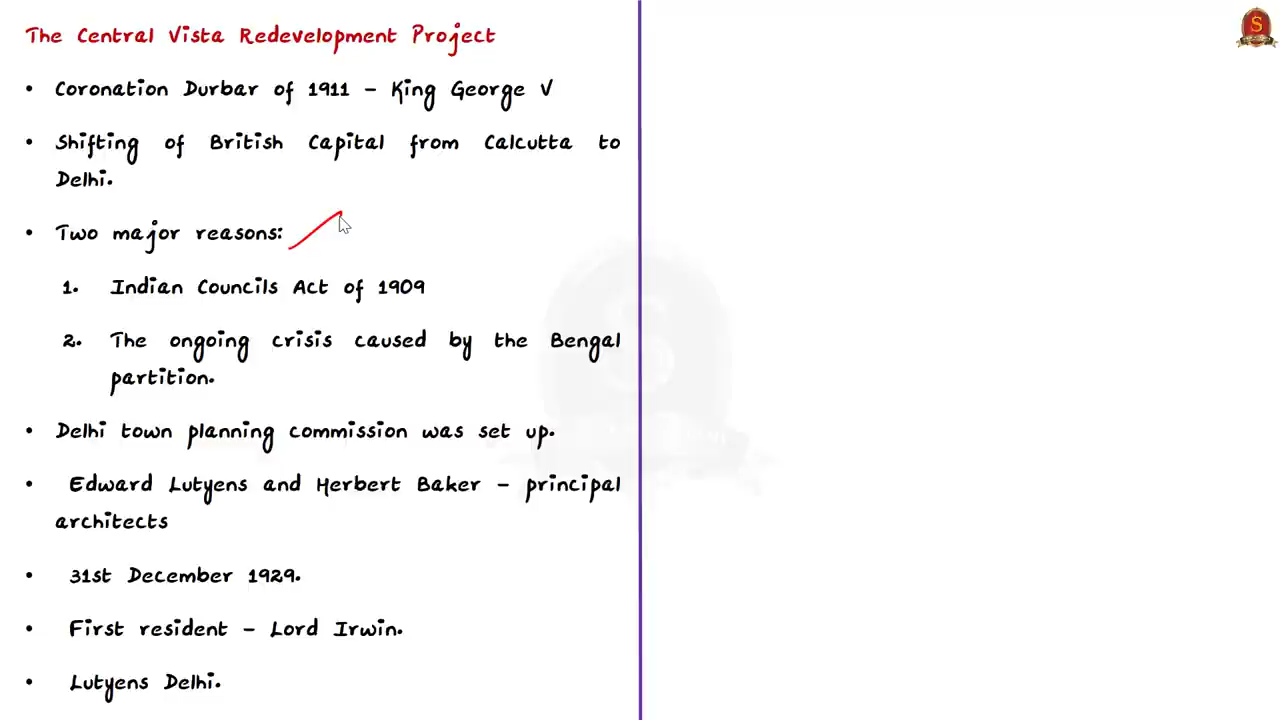 The Central Vista Redevelopment Project
• Coronation Durbar of 1911 – King George V
• Shifting of British Capital from Calcutta to
Delhi.
• Two major reasons:
1. Indian Councils Act of 1909
2. The ongoing crisis caused by the Bengal
partition.
• Delhi town planning commission was set up.
• Edward Lutyens and Herbert Baker – principal
architects
• 31st December 1929.
• First resident – Lord Irwin.
• Lutyens Delhi.
S